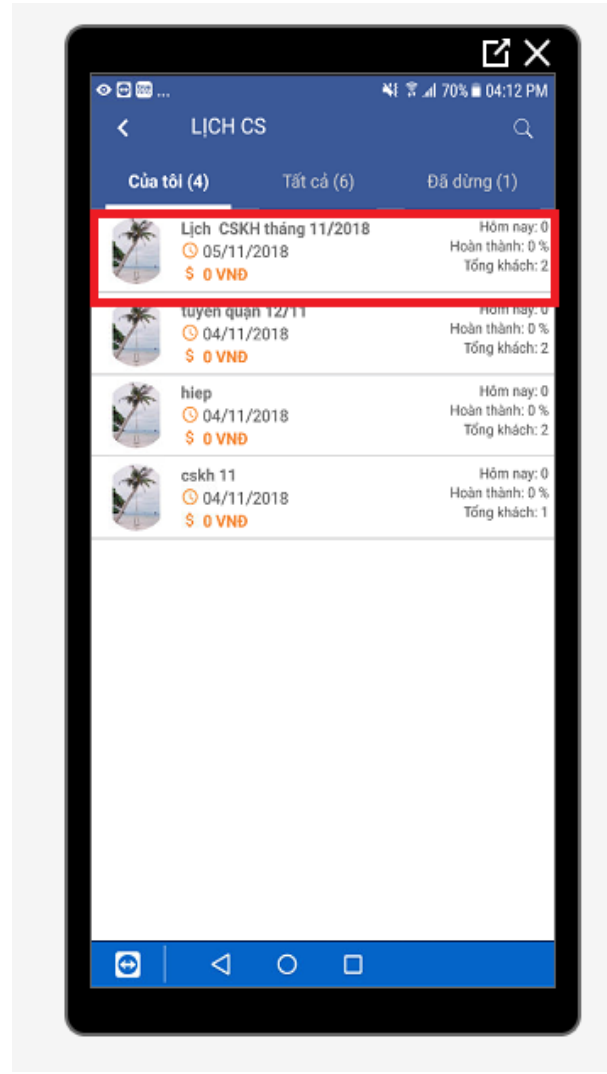 ... 70% 04:12 PM
LỊCH CS
Của tôi (4) Tất cả (6) Đã dừng (1)
Lịch CSKH tháng 11/2018 Hôm nay: 0
05/11/2018 Hoàn thành: 0 %
$ 0 VNĐ Tổng khách: 2
tuyến quận 12/11 Hôm nay: 0
04/11/2018 Hoàn thành: 0 %
$ 0 VNĐ Tổng khách: 2
hiep Hôm nay: 0
04/11/2018 Hoàn thành: 0 %
$ 0 VNĐ Tổng khách: 2
cskh 11 Hôm nay: 0
04/11/2018 Hoàn thành: 0 %
$ 0 VNĐ Tổng khách: 1